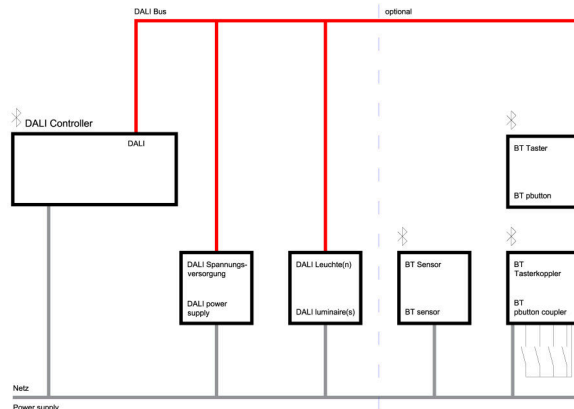 DALI Bus
optional
DALI Controller
DALI
BT Taster
BT pbutton
DALI Spannungs-
versorgung
DALI power
supply
DALI Leuchte(n)
DALI luminaire(s)
BT Sensor
BT sensor
BT
Tasterkoppler
BT
pbutton coupler
Netz
Power supply